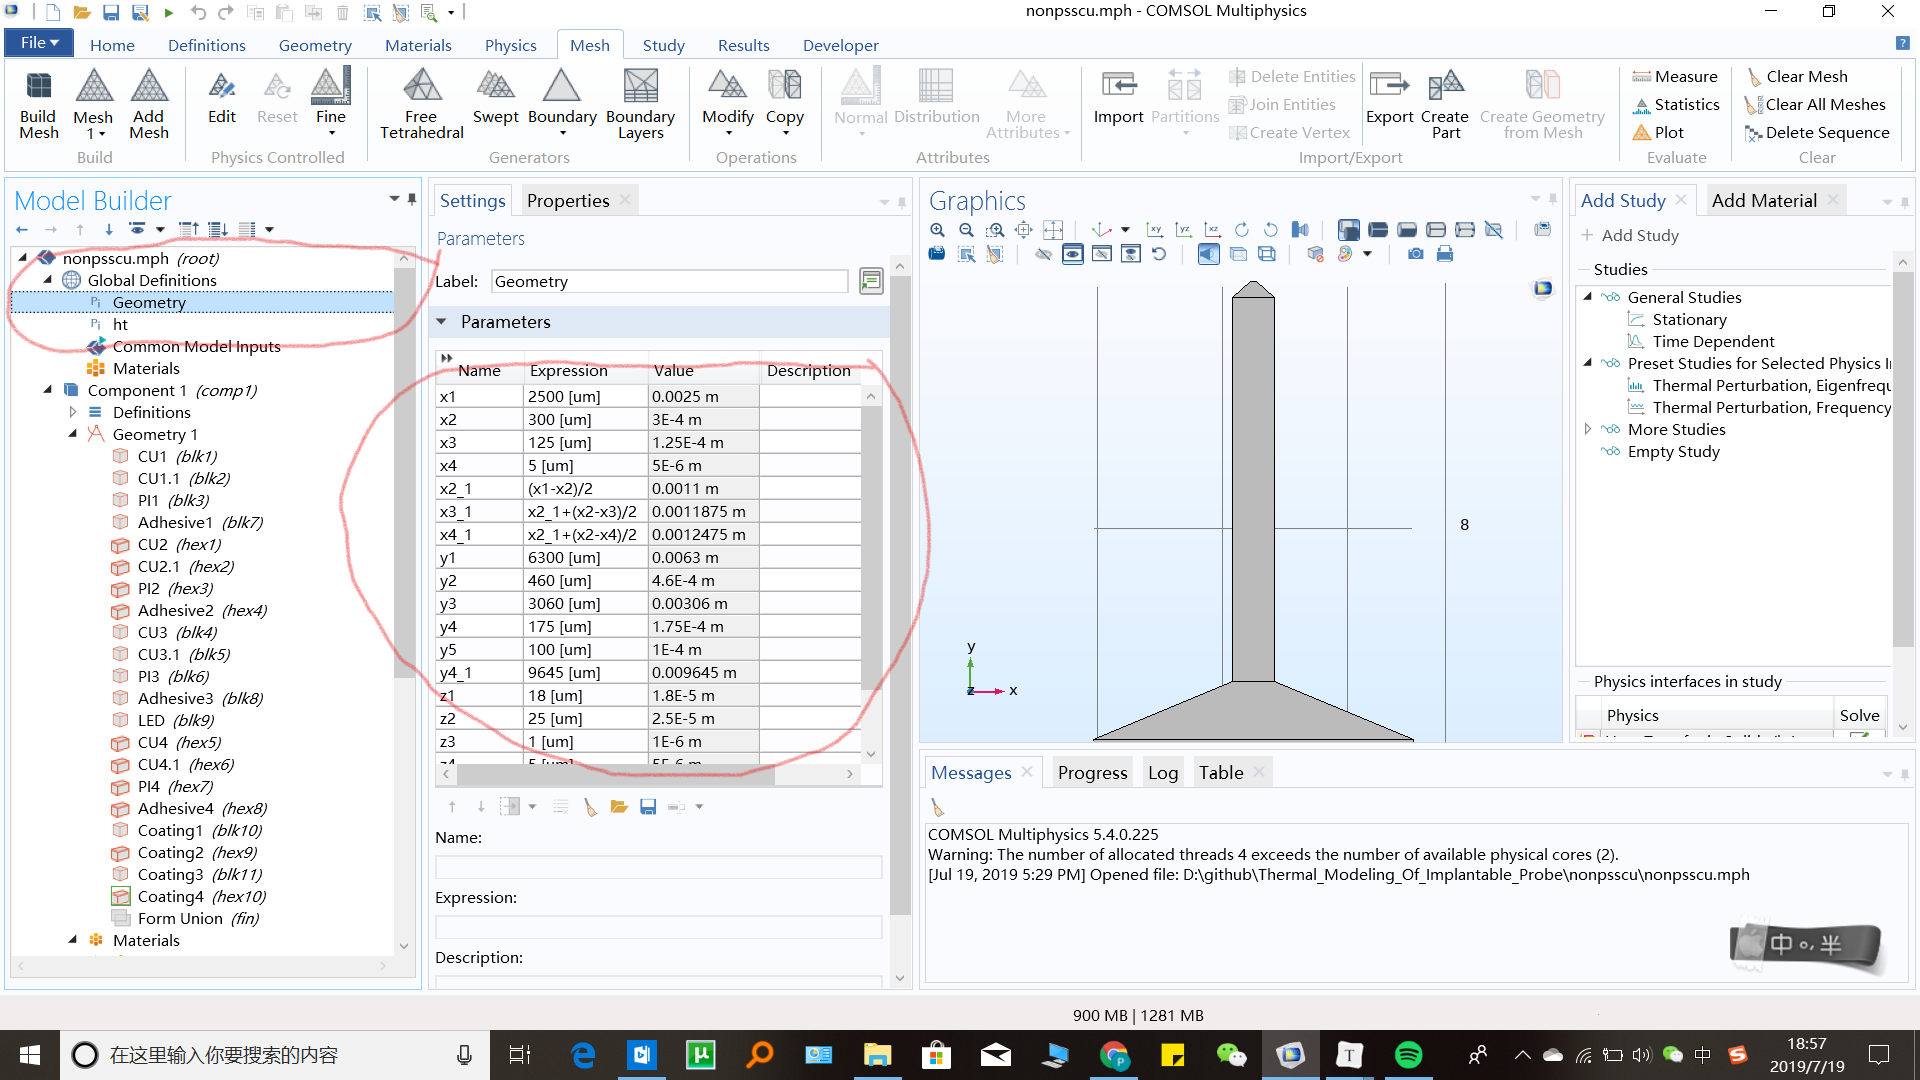 nonpsscu.mph - COMSOL Multiphysics
File Home Definitions Geometry Materials Physics Mesh Study Results Developer
Build Mesh
Mesh 1
Add Mesh
Build
Edit
Reset
Fine
Physics Controlled
Free Tetrahedral
Swept
Boundary
Boundary Layers
Generators
Modify
Copy
Operations
Normal
Distribution
More Attributes
Attributes
Import
Partitions
Delete Entities
Join Entities
Create Vertex
Export
Create Part
Create Geometry from Mesh
Import/Export
Measure
Statistics
Plot
Evaluate
Clear Mesh
Clear All Meshes
Delete Sequence
Clear
Model Builder
nonpsscu.mph (root)
Global Definitions
Pi Geometry
Pi ht
Common Model Inputs
Materials
Component 1 (comp1)
Definitions
Geometry 1
CU1 (blk1)
CU1.1 (blk2)
PI1 (blk3)
Adhesive1 (blk7)
CU2 (hex1)
CU2.1 (hex2)
PI2 (hex3)
Adhesive2 (hex4)
CU3 (blk4)
CU3.1 (blk5)
PI3 (blk6)
Adhesive3 (blk8)
LED (blk9)
CU4 (hex5)
CU4.1 (hex6)
PI4 (hex7)
Adhesive4 (hex8)
Coating1 (blk10)
Coating2 (hex9)
Coating3 (blk11)
Coating4 (hex10)
Form Union (fin)
Materials
Settings Properties
Parameters
Label: Geometry
Parameters
Name Expression Value Description
x1 2500 [um] 0.0025 m
x2 300 [um] 3E-4 m
x3 125 [um] 1.25E-4 m
x4 5 [um] 5E-6 m
x2_1 (x1-x2)/2 0.0011 m
x3_1 x2_1+(x2-x3)/2 0.0011875 m
x4_1 x2_1+(x2-x4)/2 0.0012475 m
y1 6300 [um] 0.0063 m
y2 460 [um] 4.6E-4 m
y3 3060 [um] 0.00306 m
y4 175 [um] 1.75E-4 m
y5 100 [um] 1E-4 m
y4_1 9645 [um] 0.009645 m
z1 18 [um] 1.8E-5 m
z2 25 [um] 2.5E-5 m
z3 1 [um] 1E-6 m
z4 5 [um] 5E-6 m
Name:
Expression:
Description:
Graphics
xy yz xz
8
y
z x
Messages Progress Log Table
COMSOL Multiphysics 5.4.0.225
Warning: The number of allocated threads 4 exceeds the number of available physical cores (2).
[Jul 19, 2019 5:29 PM] Opened file: D:\github\Thermal_Modeling_Of_Implantable_Probe\nonpsscu\nonpsscu.mph
Add Study Add Material
Add Study
Studies
General Studies
Stationary
Time Dependent
Preset Studies for Selected Physics I
Thermal Perturbation, Eigenfrequ
Thermal Perturbation, Frequency
More Studies
Empty Study
Physics interfaces in study
Physics Solve
中 半
900 MB | 1281 MB
在这里输入你要搜索的内容
中
18:57
2019/7/19